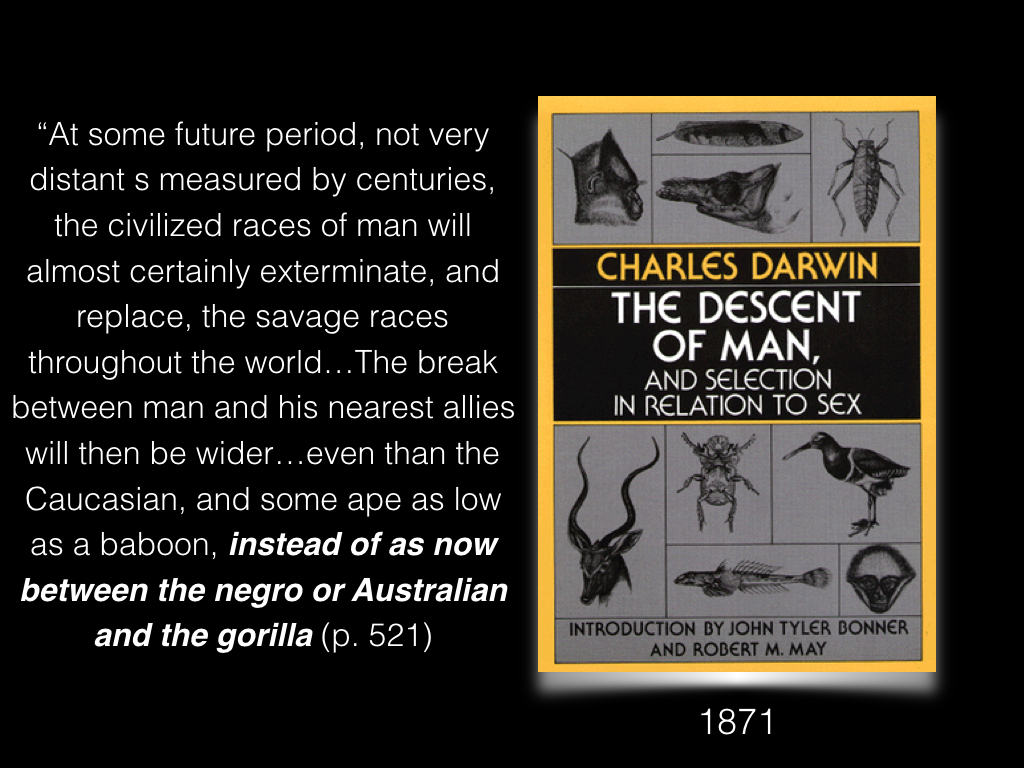 “At some future period, not very
distant s measured by centuries,
the civilized races of man will
almost certainly exterminate, and
replace, the savage races
throughout the world…The break
between man and his nearest allies
will then be wider…even than the
Caucasian, and some ape as low
as a baboon, instead of as now
between the negro or Australian
and the gorilla (p. 521)
CHARLES DARWIN
THE DESCENT
OF MAN,
AND SELECTION
IN RELATION TO SEX
INTRODUCTION BY JOHN TYLER BONNER
AND ROBERT M. MAY
1871